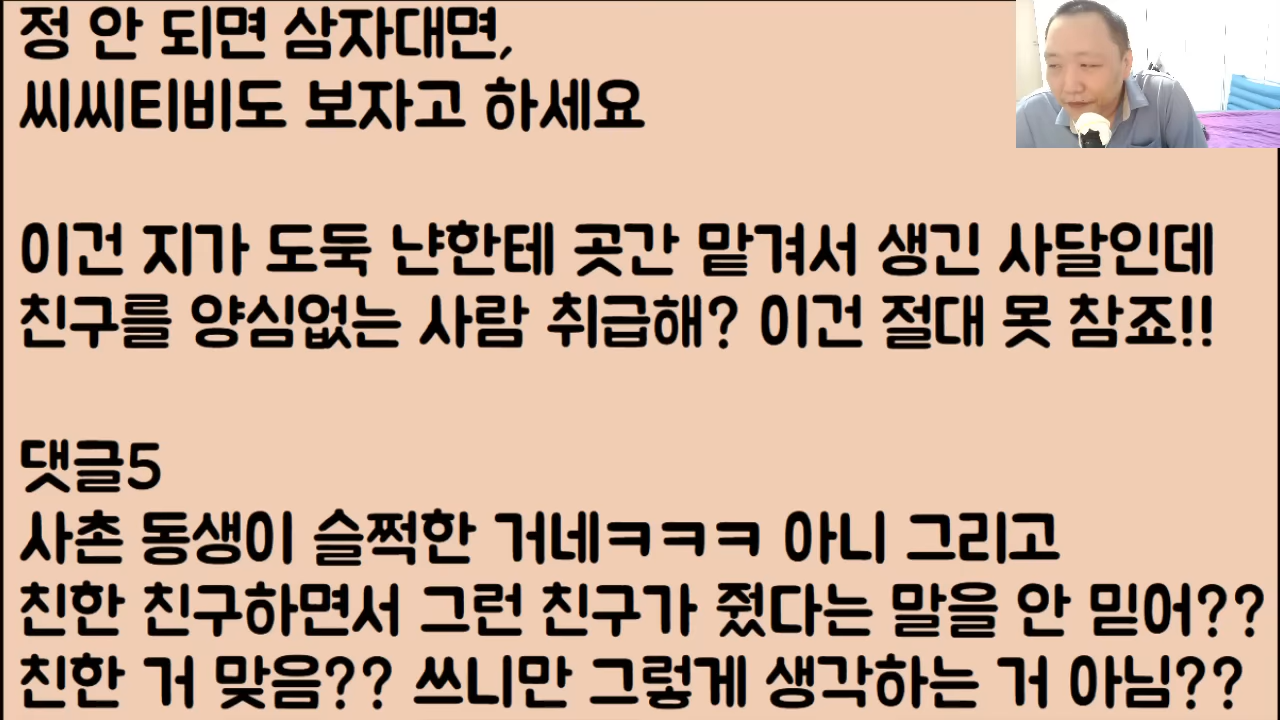 정 안 되면 삼자대면,
씨씨티비도 보자고 하세요
이건 지가 도둑 냔한테 곳간 맡겨서 생긴 사달인데
친구를 양심없는 사람 취급해? 이건 절대 못 참죠!!
댓글5
사촌 동생이 슬쩍한 거네ㅋㅋㅋ 아니 그리고
친한 친구하면서 그런 친구가 줬다는 말을 안 믿어??
친한 거 맞음?? 쓰니만 그렇게 생각하는 거 아님??